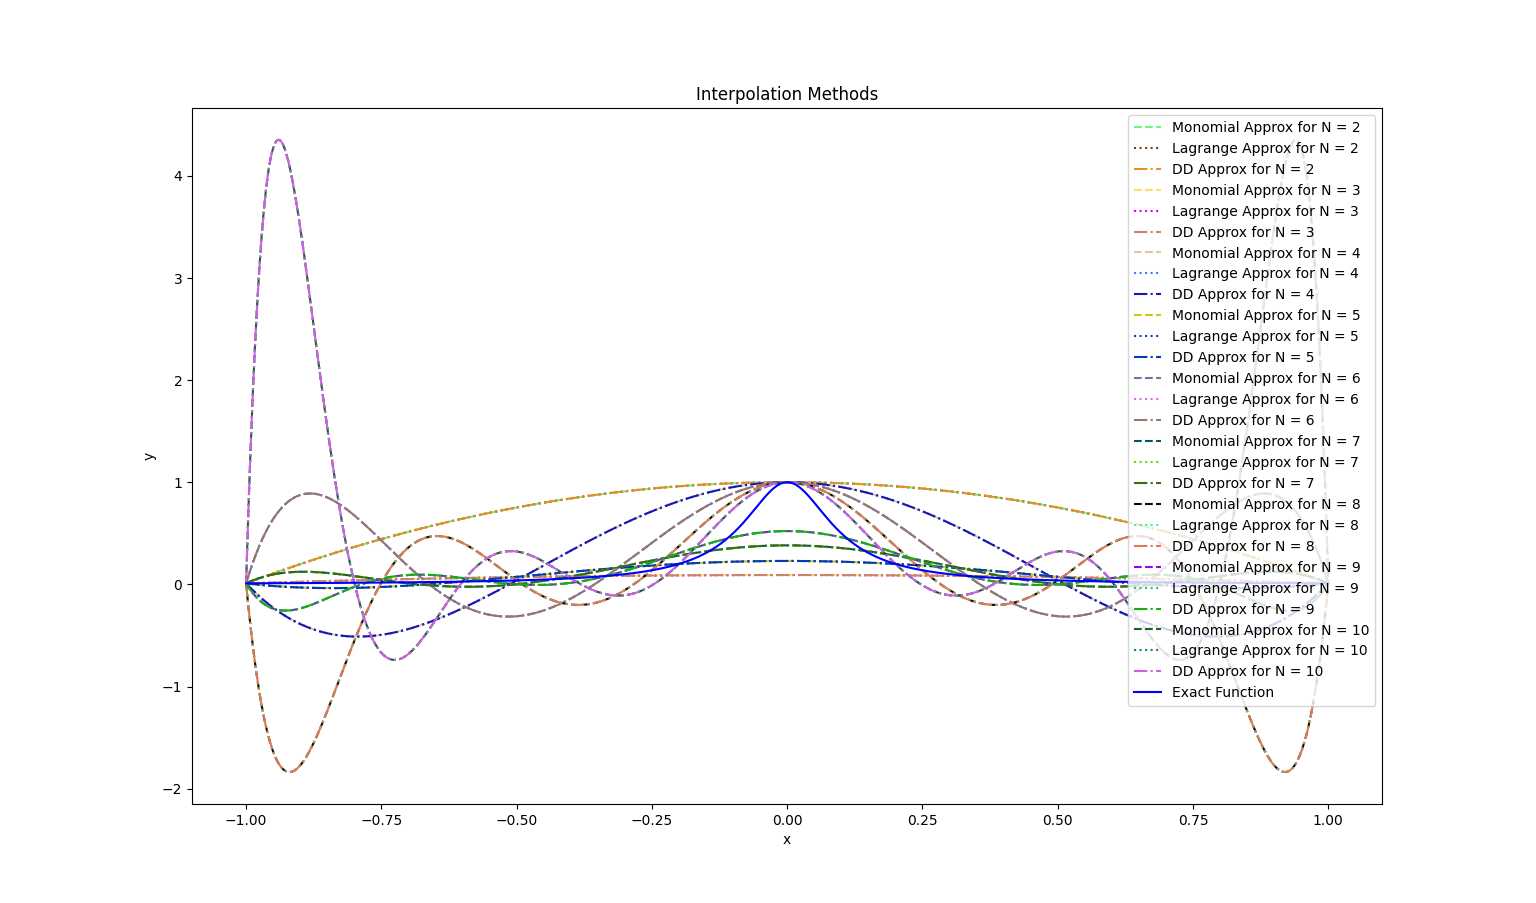 Interpolation Methods
Monomial Approx for N = 2
Lagrange Approx for N = 2
DD Approx for N = 2
Monomial Approx for N = 3
Lagrange Approx for N = 3
DD Approx for N = 3
Monomial Approx for N = 4
Lagrange Approx for N = 4
DD Approx for N = 4
Monomial Approx for N = 5
Lagrange Approx for N = 5
DD Approx for N = 5
Monomial Approx for N = 6
Lagrange Approx for N = 6
DD Approx for N = 6
Monomial Approx for N = 7
Lagrange Approx for N = 7
DD Approx for N = 7
Monomial Approx for N = 8
Lagrange Approx for N = 8
DD Approx for N = 8
Monomial Approx for N = 9
Lagrange Approx for N = 9
DD Approx for N = 9
Monomial Approx for N = 10
Lagrange Approx for N = 10
DD Approx for N = 10
Exact Function
4
3
2
1
0
−1
−2
y
−1.00 −0.75 −0.50 −0.25 0.00 0.25 0.50 0.75 1.00
x